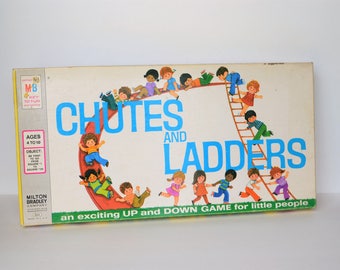 MB
CHUTES
AND
LADDERS
AGES
4 TO 10
OBJECT:
MILTON
BRADLEY
COMPANY
an exciting UP and DOWN GAME for little people